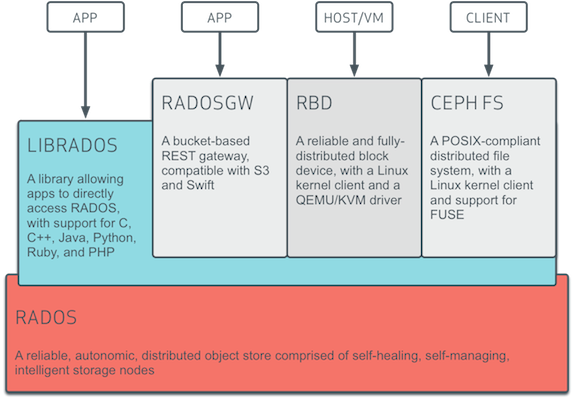 APP
APP
HOST/VM
CLIENT
LIBRADOS
A library allowing
apps to directly
access RADOS,
with support for C,
C++, Java, Python,
Ruby, and PHP
RADOSGW
A bucket-based
REST gateway,
compatible with S3
and Swift
RBD
A reliable and fully-
distributed block
device, with a Linux
kernel client and a
QEMU/KVM driver
CEPH FS
A POSIX-compliant
distributed file
system, with a
Linux kernel client
and support for
FUSE
RADOS
A reliable, autonomic, distributed object store comprised of self-healing, self-managing,
intelligent storage nodes